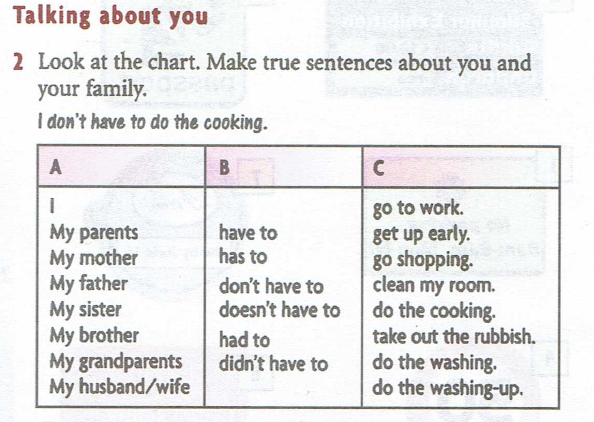 Talking about you
2 Look at the chart. Make true sentences about you and
your family.
I don't have to do the cooking.
A B C
I go to work.
My parents have to get up early.
My mother has to go shopping.
My father don't have to clean my room.
My sister doesn't have to do the cooking.
My brother had to take out the rubbish.
My grandparents didn't have to do the washing.
My husband/wife do the washing-up.